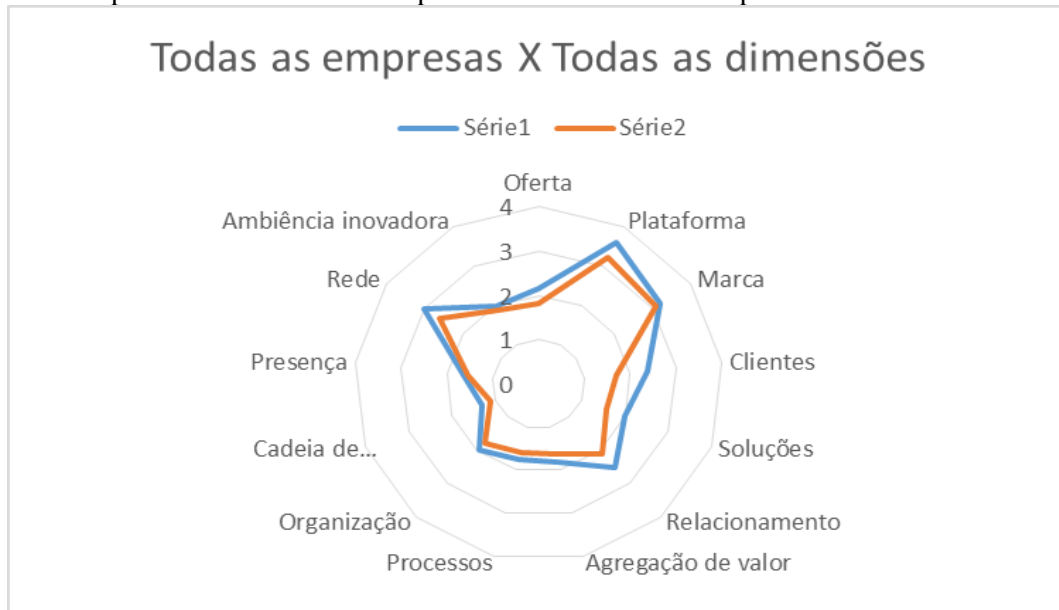 Todas as empresas X Todas as dimensões
Série1 Série2
Oferta
Plataforma
Marca
Clientes
Soluções
Relacionamento
Agregação de valor
Processos
Organização
Cadeia de...
Presença
Rede
Ambiência inovadora
4
3
2
1
0